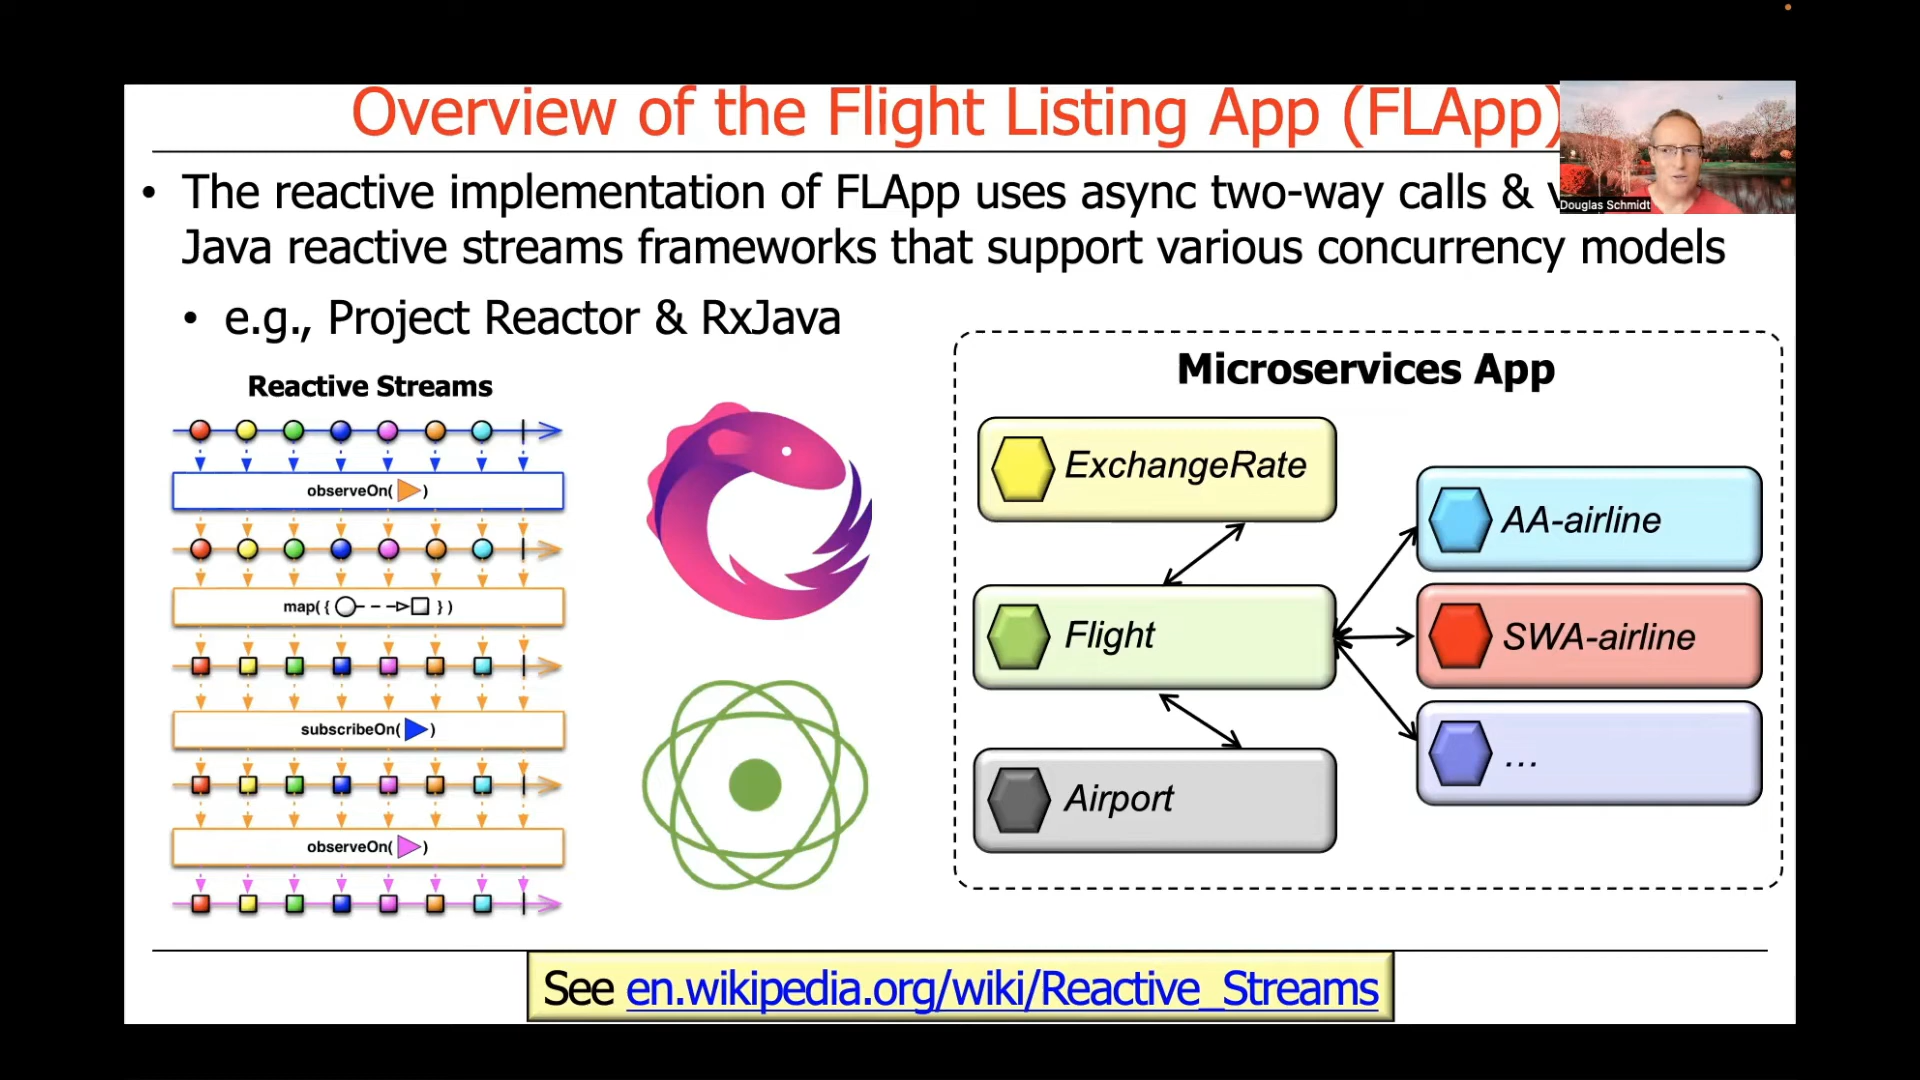 Overview of the Flight Listing App (FLApp)
Douglas Schmidt
• The reactive implementation of FLApp uses async two-way calls &
Java reactive streams frameworks that support various concurrency models
• e.g., Project Reactor & RxJava
Reactive Streams
observeOn( )
map({ })
subscribeOn( )
observeOn( )
Microservices App
ExchangeRate
Flight
Airport
AA-airline
SWA-airline
...
See en.wikipedia.org/wiki/Reactive_Streams